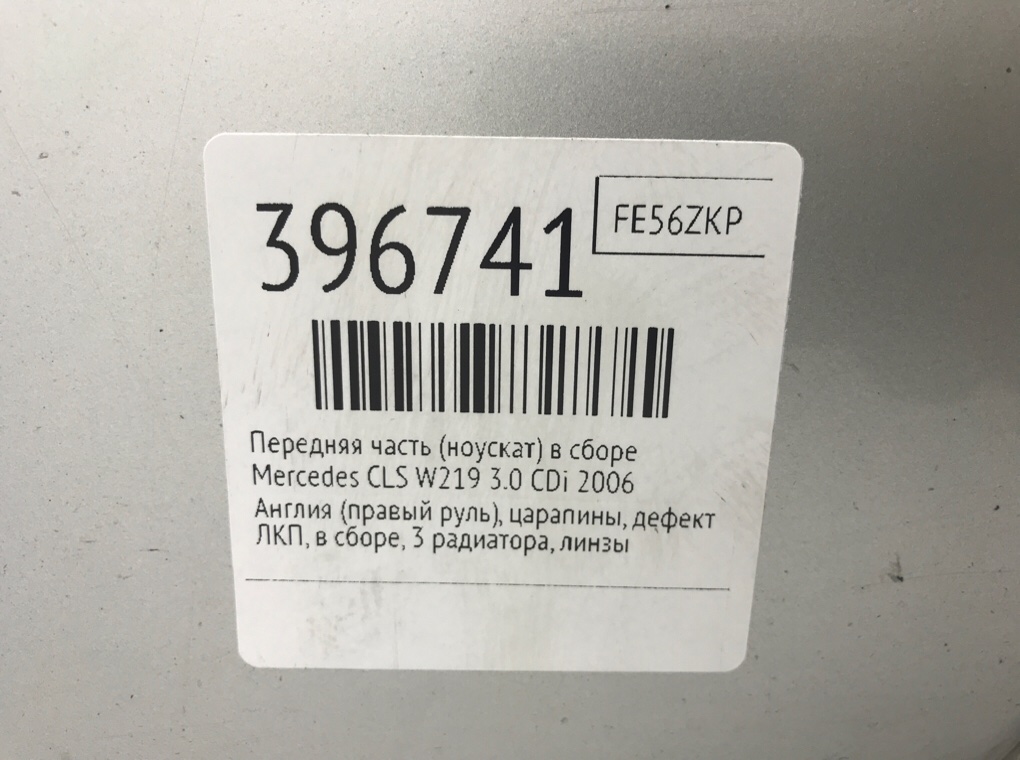 396741
FE56ZKP
Передняя часть (ноускат) в сборе
Mercedes CLS W219 3.0 CDi 2006
Англия (правый руль), царапины, дефект
ЛКП, в сборе, 3 радиатора, линзы